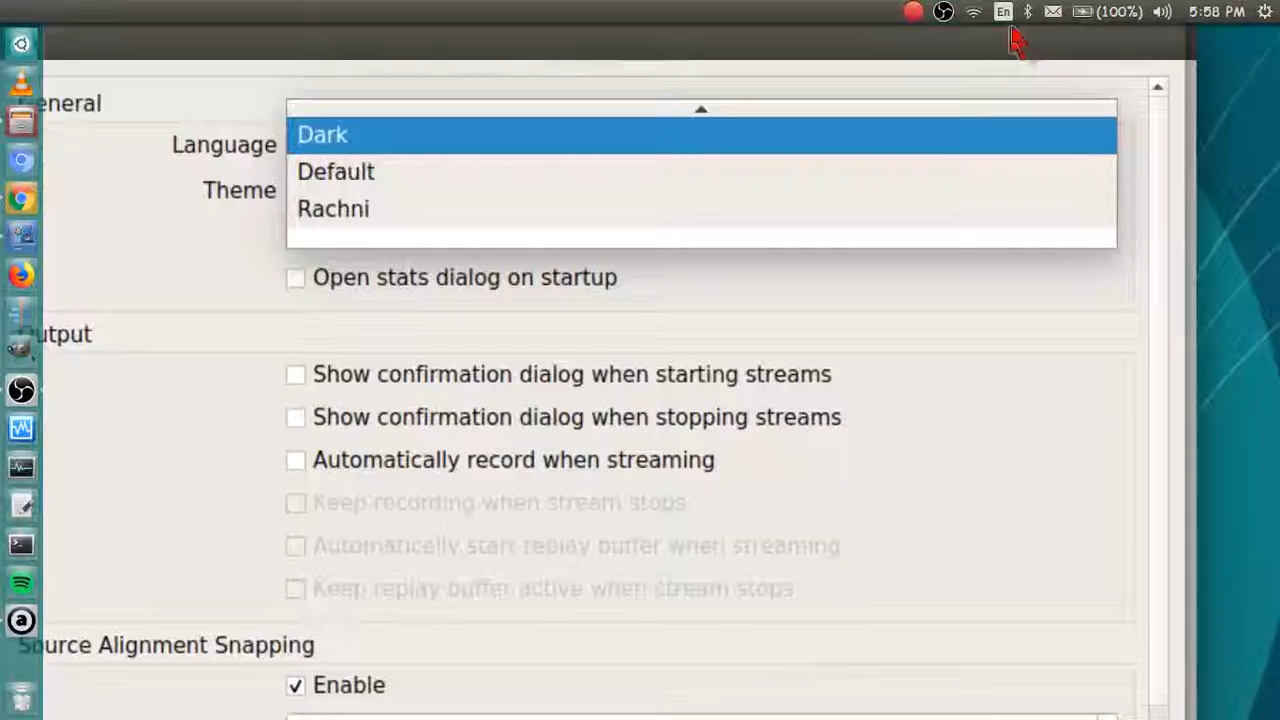 En (100%) 5:58 PM
eneral
Language
Theme
Dark
Default
Rachni
Open stats dialog on startup
utput
Show confirmation dialog when starting streams
Show confirmation dialog when stopping streams
Automatically record when streaming
Keep recording when stream stops
Automatically start replay buffer when streaming
Keep replay buffer active when stream stops
Source Alignment Snapping
Enable